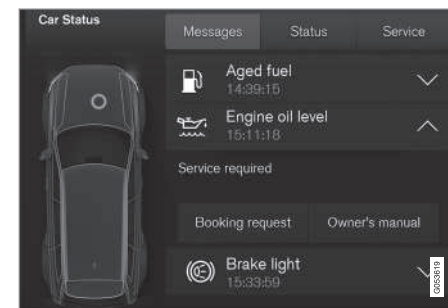 Car Status
Messages
Status
Service
Aged fuel
14:39:15
Engine oil level
15:11:18
Service required
Booking request
Owner's manual
Brake light
15:33:59
G053619